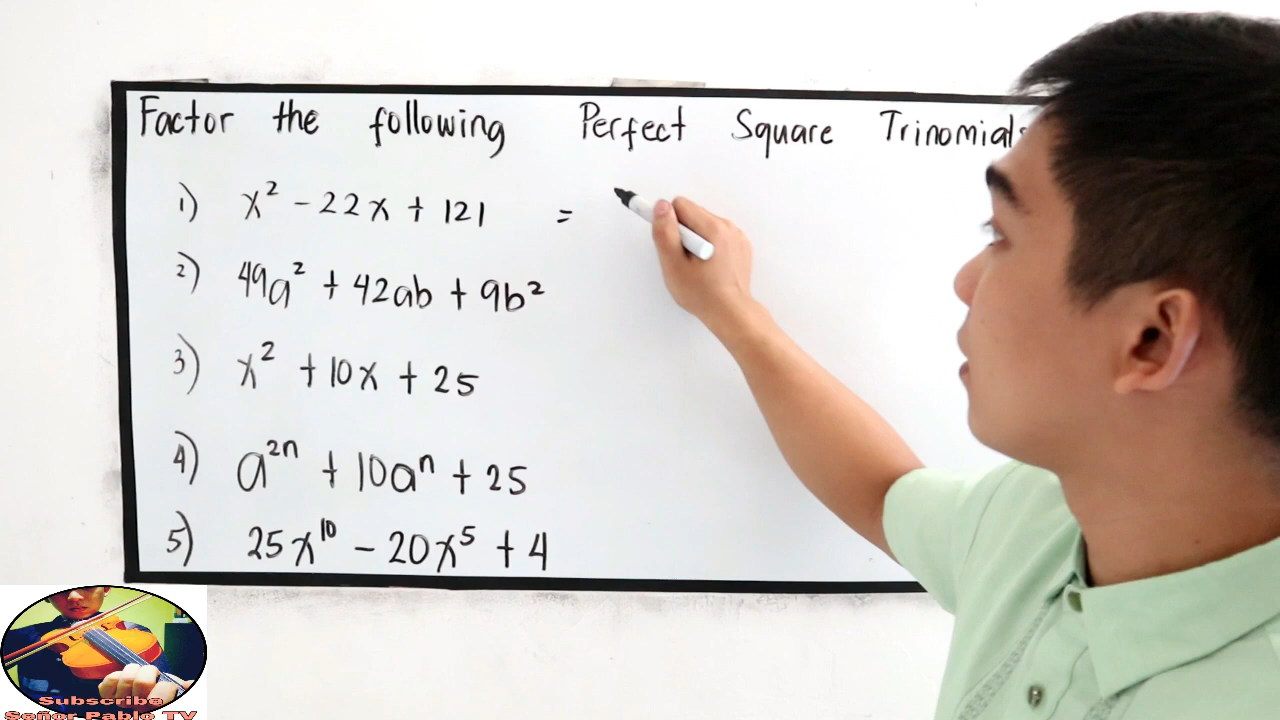 Factor the following Perfect Square Trinomials
1) x² - 22x + 121 =
2) 49a² + 42ab + 9b²
3) x² + 10x + 25
4) a²ⁿ + 10aⁿ + 25
5) 25x¹⁰ - 20x⁵ + 4
Subscribe
Señor Pablo TV